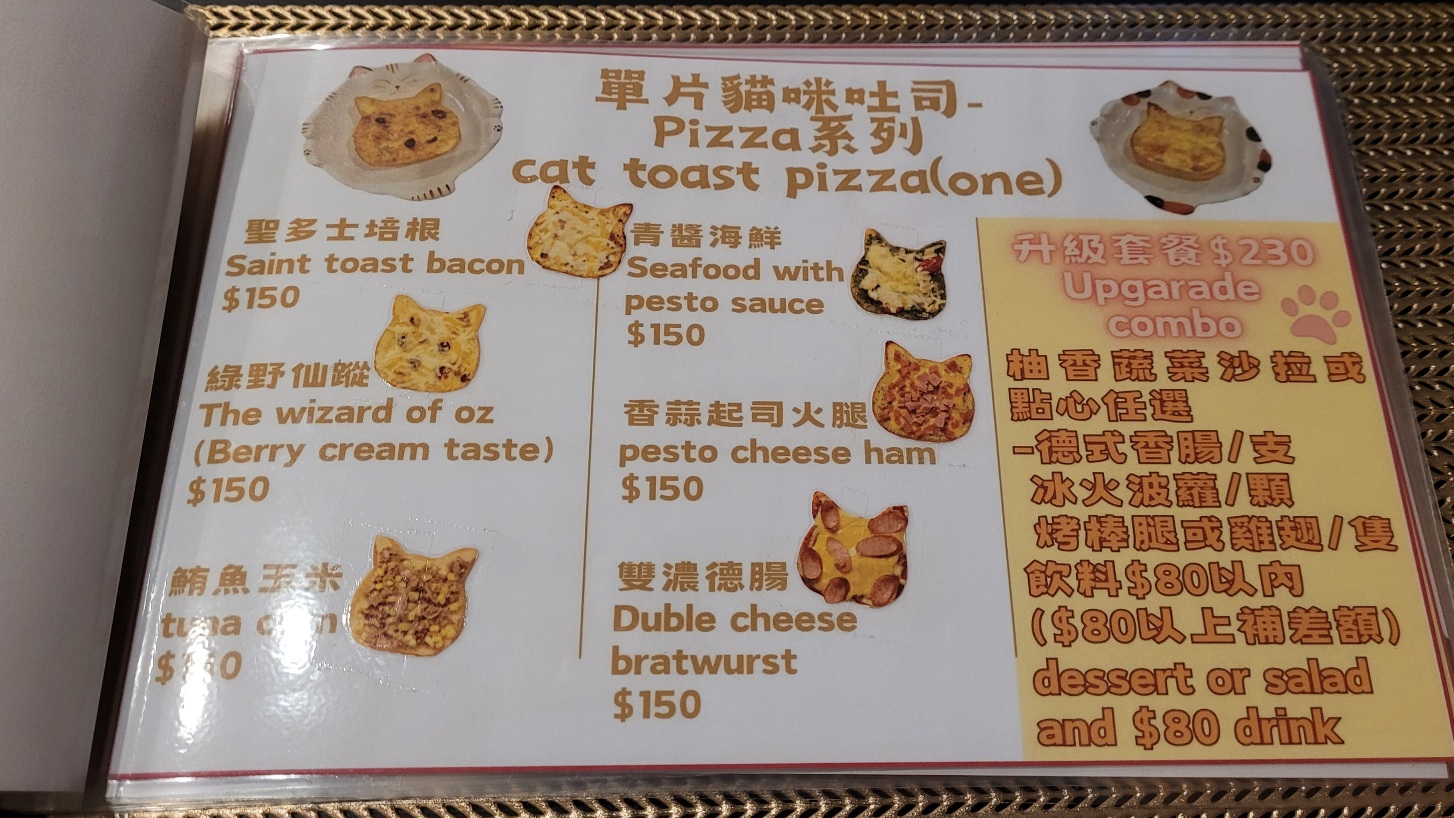 單片貓咪吐司-
Pizza系列
cat toast pizza(one)
聖多士培根
Saint toast bacon
$150
綠野仙蹤
The wizard of oz
(Berry cream taste)
$150
鮪魚玉米
tuna corn
$150
青醬海鮮
Seafood with
pesto sauce
$150
香蒜起司火腿
pesto cheese ham
$150
雙濃德腸
Duble cheese
bratwurst
$150
升級套餐$230
Upgarade
combo
柚香蔬菜沙拉或
點心任選
-德式香腸/支
冰火波蘿/顆
烤棒腿或雞翅/隻
飲料$80以內
($80以上補差額)
dessert or salad
and $80 drink